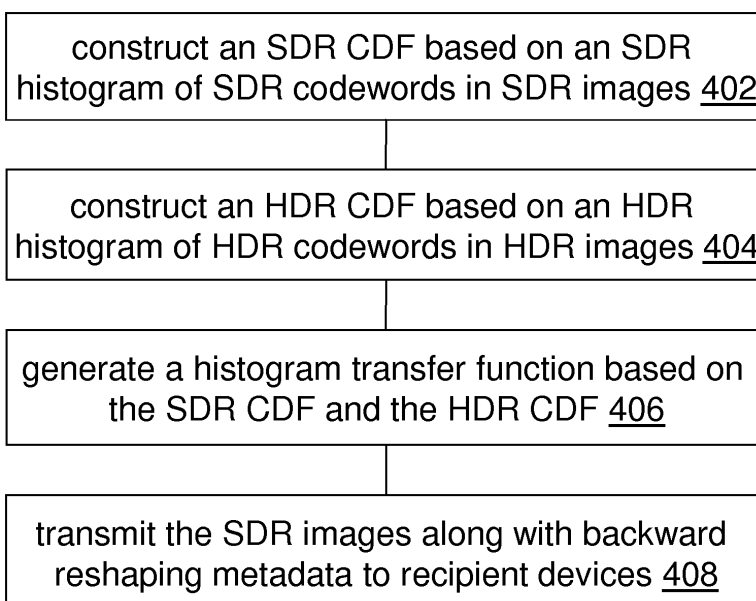 construct an SDR CDF based on an SDR
histogram of SDR codewords in SDR images 402
construct an HDR CDF based on an HDR
histogram of HDR codewords in HDR images 404
generate a histogram transfer function based on
the SDR CDF and the HDR CDF 406
transmit the SDR images along with backward
reshaping metadata to recipient devices 408